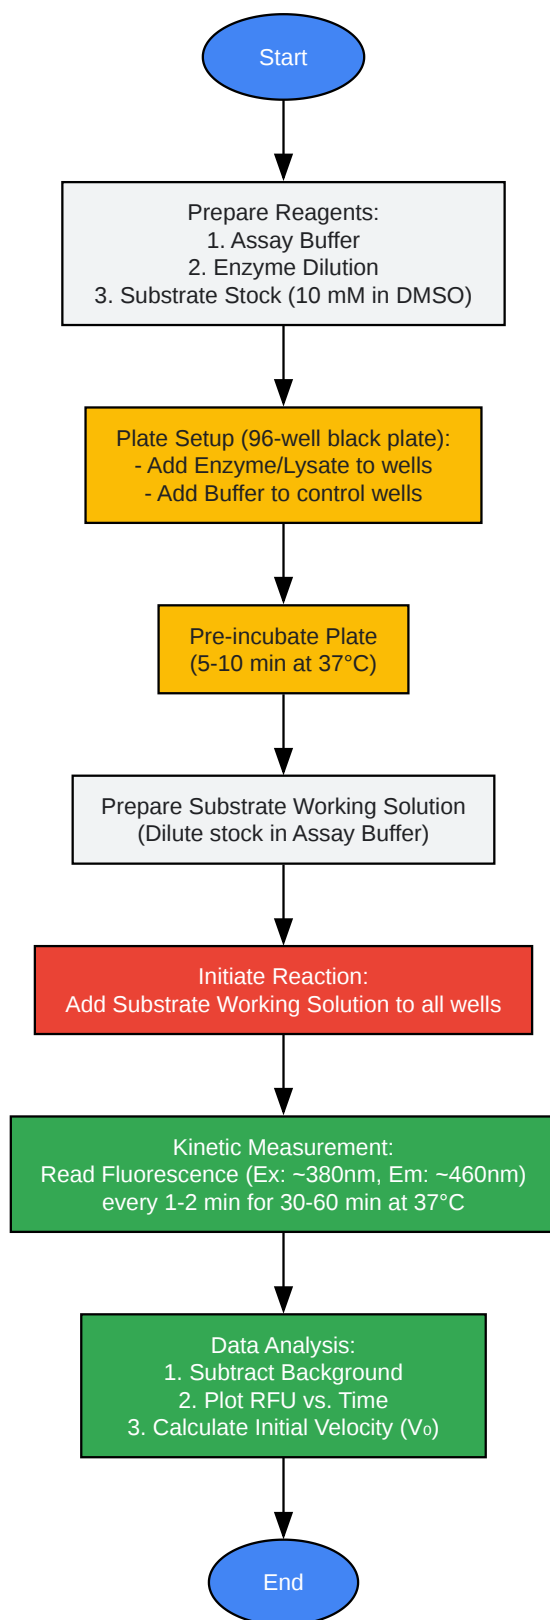 Start
Prepare Reagents:
1. Assay Buffer
2. Enzyme Dilution
3. Substrate Stock (10 mM in DMSO)
Plate Setup (96-well black plate):
- Add Enzyme/Lysate to wells
- Add Buffer to control wells
Pre-incubate Plate
(5-10 min at 37°C)
Prepare Substrate Working Solution
(Dilute stock in Assay Buffer)
Initiate Reaction:
Add Substrate Working Solution to all wells
Kinetic Measurement:
Read Fluorescence (Ex: ~380nm, Em: ~460nm)
every 1-2 min for 30-60 min at 37°C
Data Analysis:
1. Subtract Background
2. Plot RFU vs. Time
3. Calculate Initial Velocity (V₀)
End